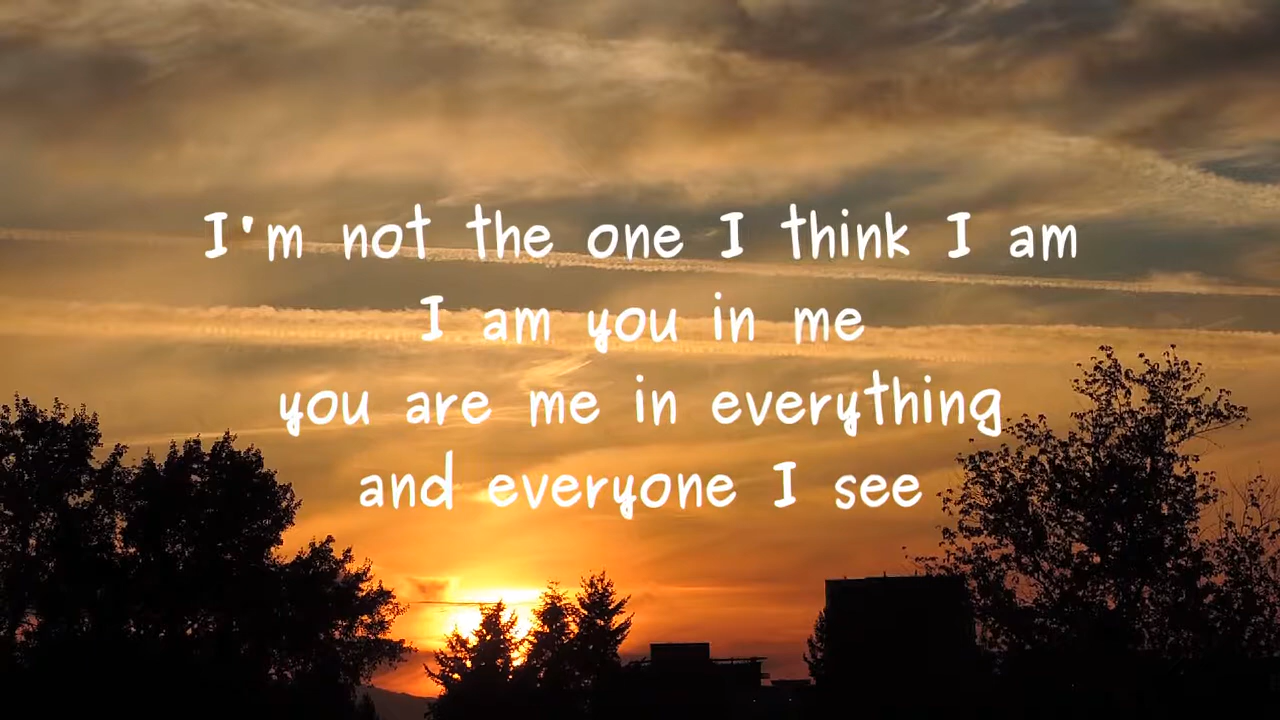 I'm not the one I think I am
I am you in me
you are me in everything
and everyone I see